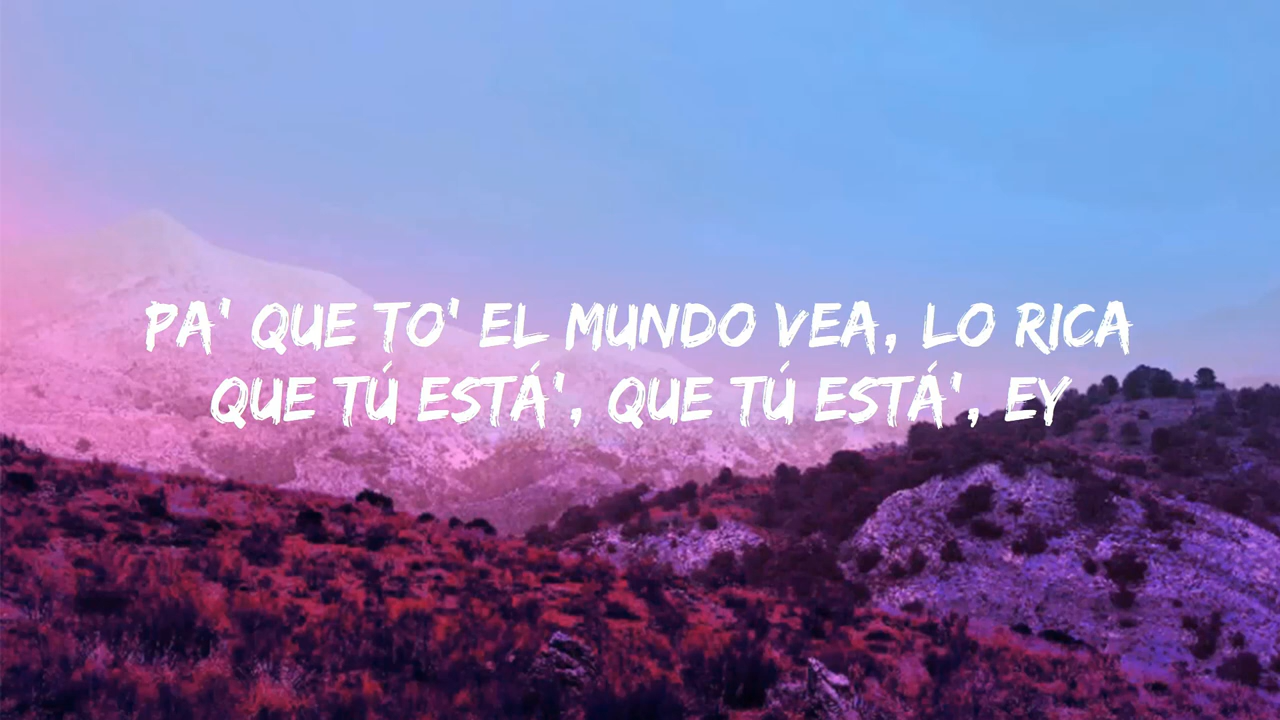 PA' QUE TO' EL MUNDO VEA, LO RICA
QUE TÚ ESTÁ', QUE TÚ ESTÁ', EY